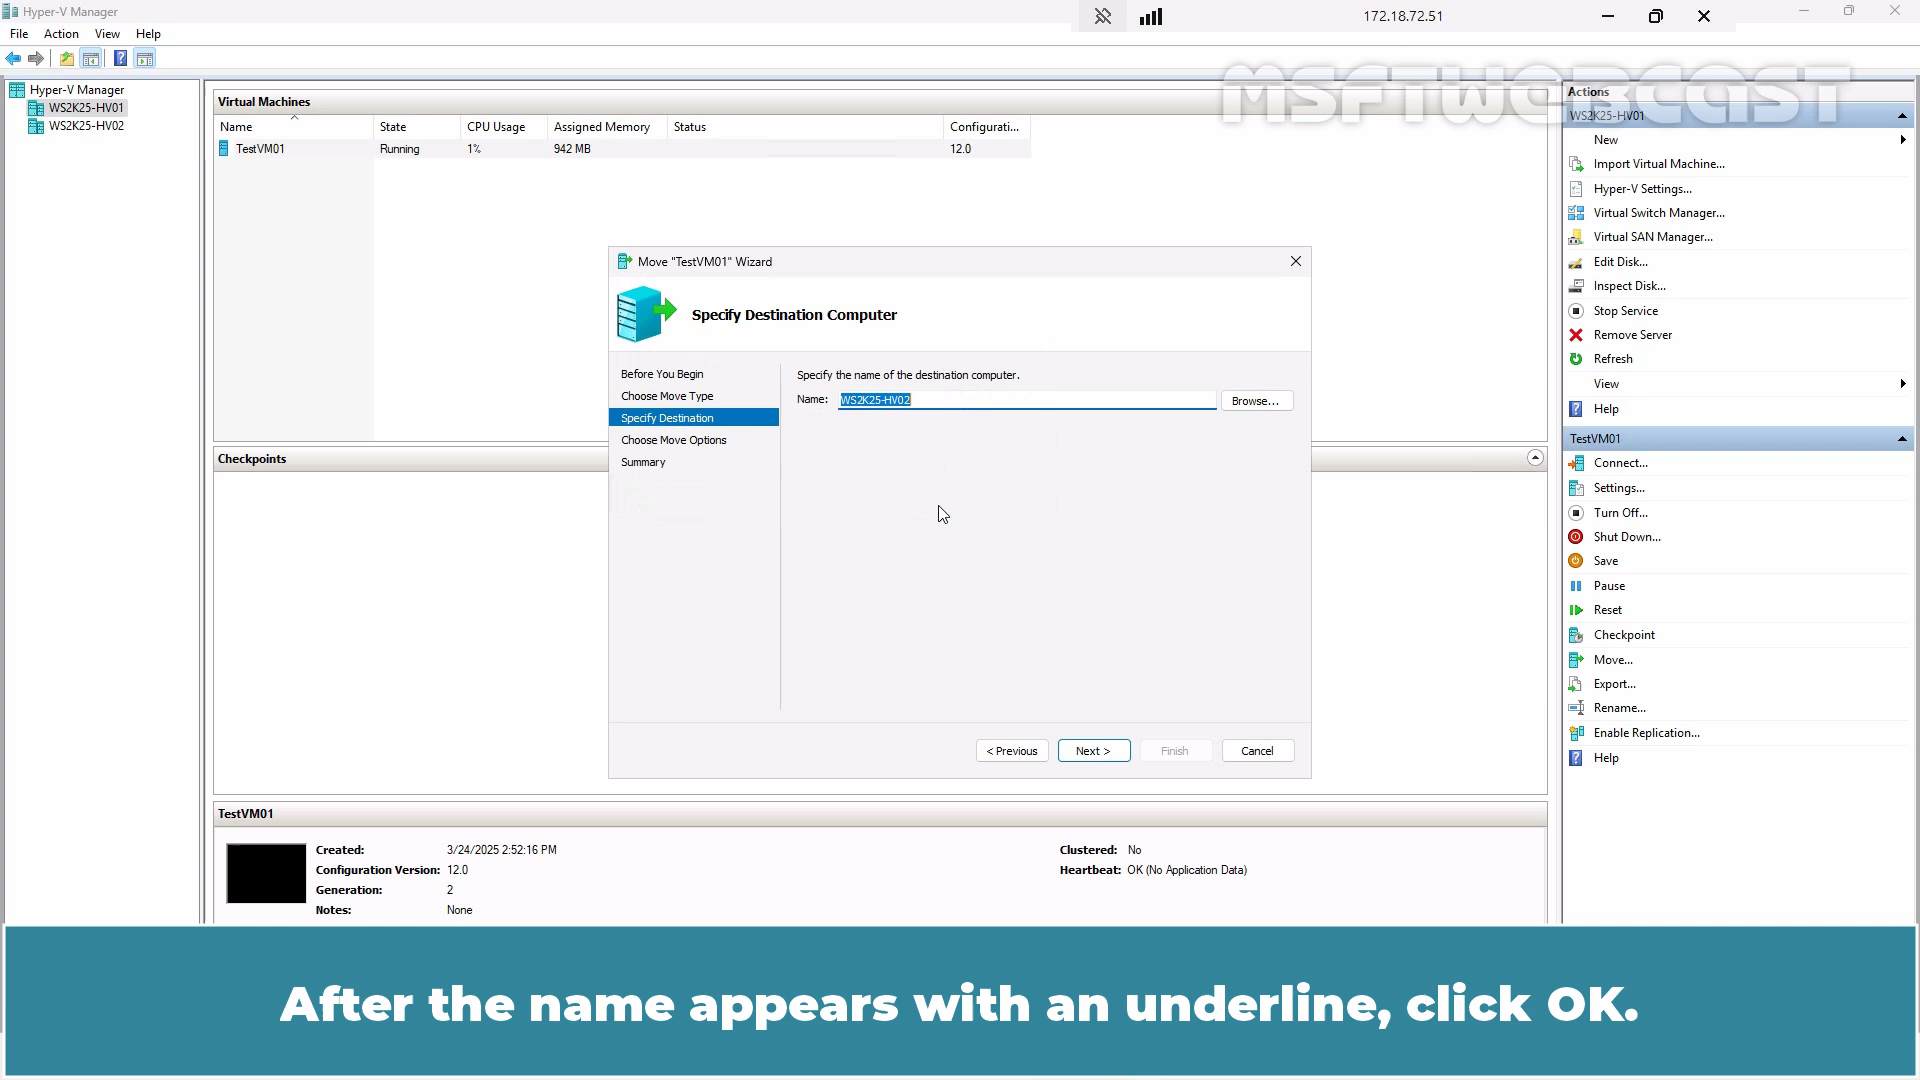 Hyper-V Manager
172.18.72.51
File Action View Help
MSFTWEBCAST
Hyper-V Manager
WS2K25-HV01
WS2K25-HV02
Virtual Machines
Name State CPU Usage Assigned Memory Status Configurati...
TestVM01 Running 1% 942 MB 12.0
Move "TestVM01" Wizard
Specify Destination Computer
Before You Begin
Choose Move Type
Specify Destination
Choose Move Options
Summary
Specify the name of the destination computer.
Name: WS2K25-HV02 Browse...
< Previous Next > Finish Cancel
Checkpoints
TestVM01
Created: 3/24/2025 2:52:16 PM
Configuration Version: 12.0
Generation: 2
Notes: None
Clustered: No
Heartbeat: OK (No Application Data)
Actions
WS2K25-HV01
New
Import Virtual Machine...
Hyper-V Settings...
Virtual Switch Manager...
Virtual SAN Manager...
Edit Disk...
Inspect Disk...
Stop Service
Remove Server
Refresh
View
Help
TestVM01
Connect...
Settings...
Turn Off...
Shut Down...
Save
Pause
Reset
Checkpoint
Move...
Export...
Rename...
Enable Replication...
Help
After the name appears with an underline, click OK.